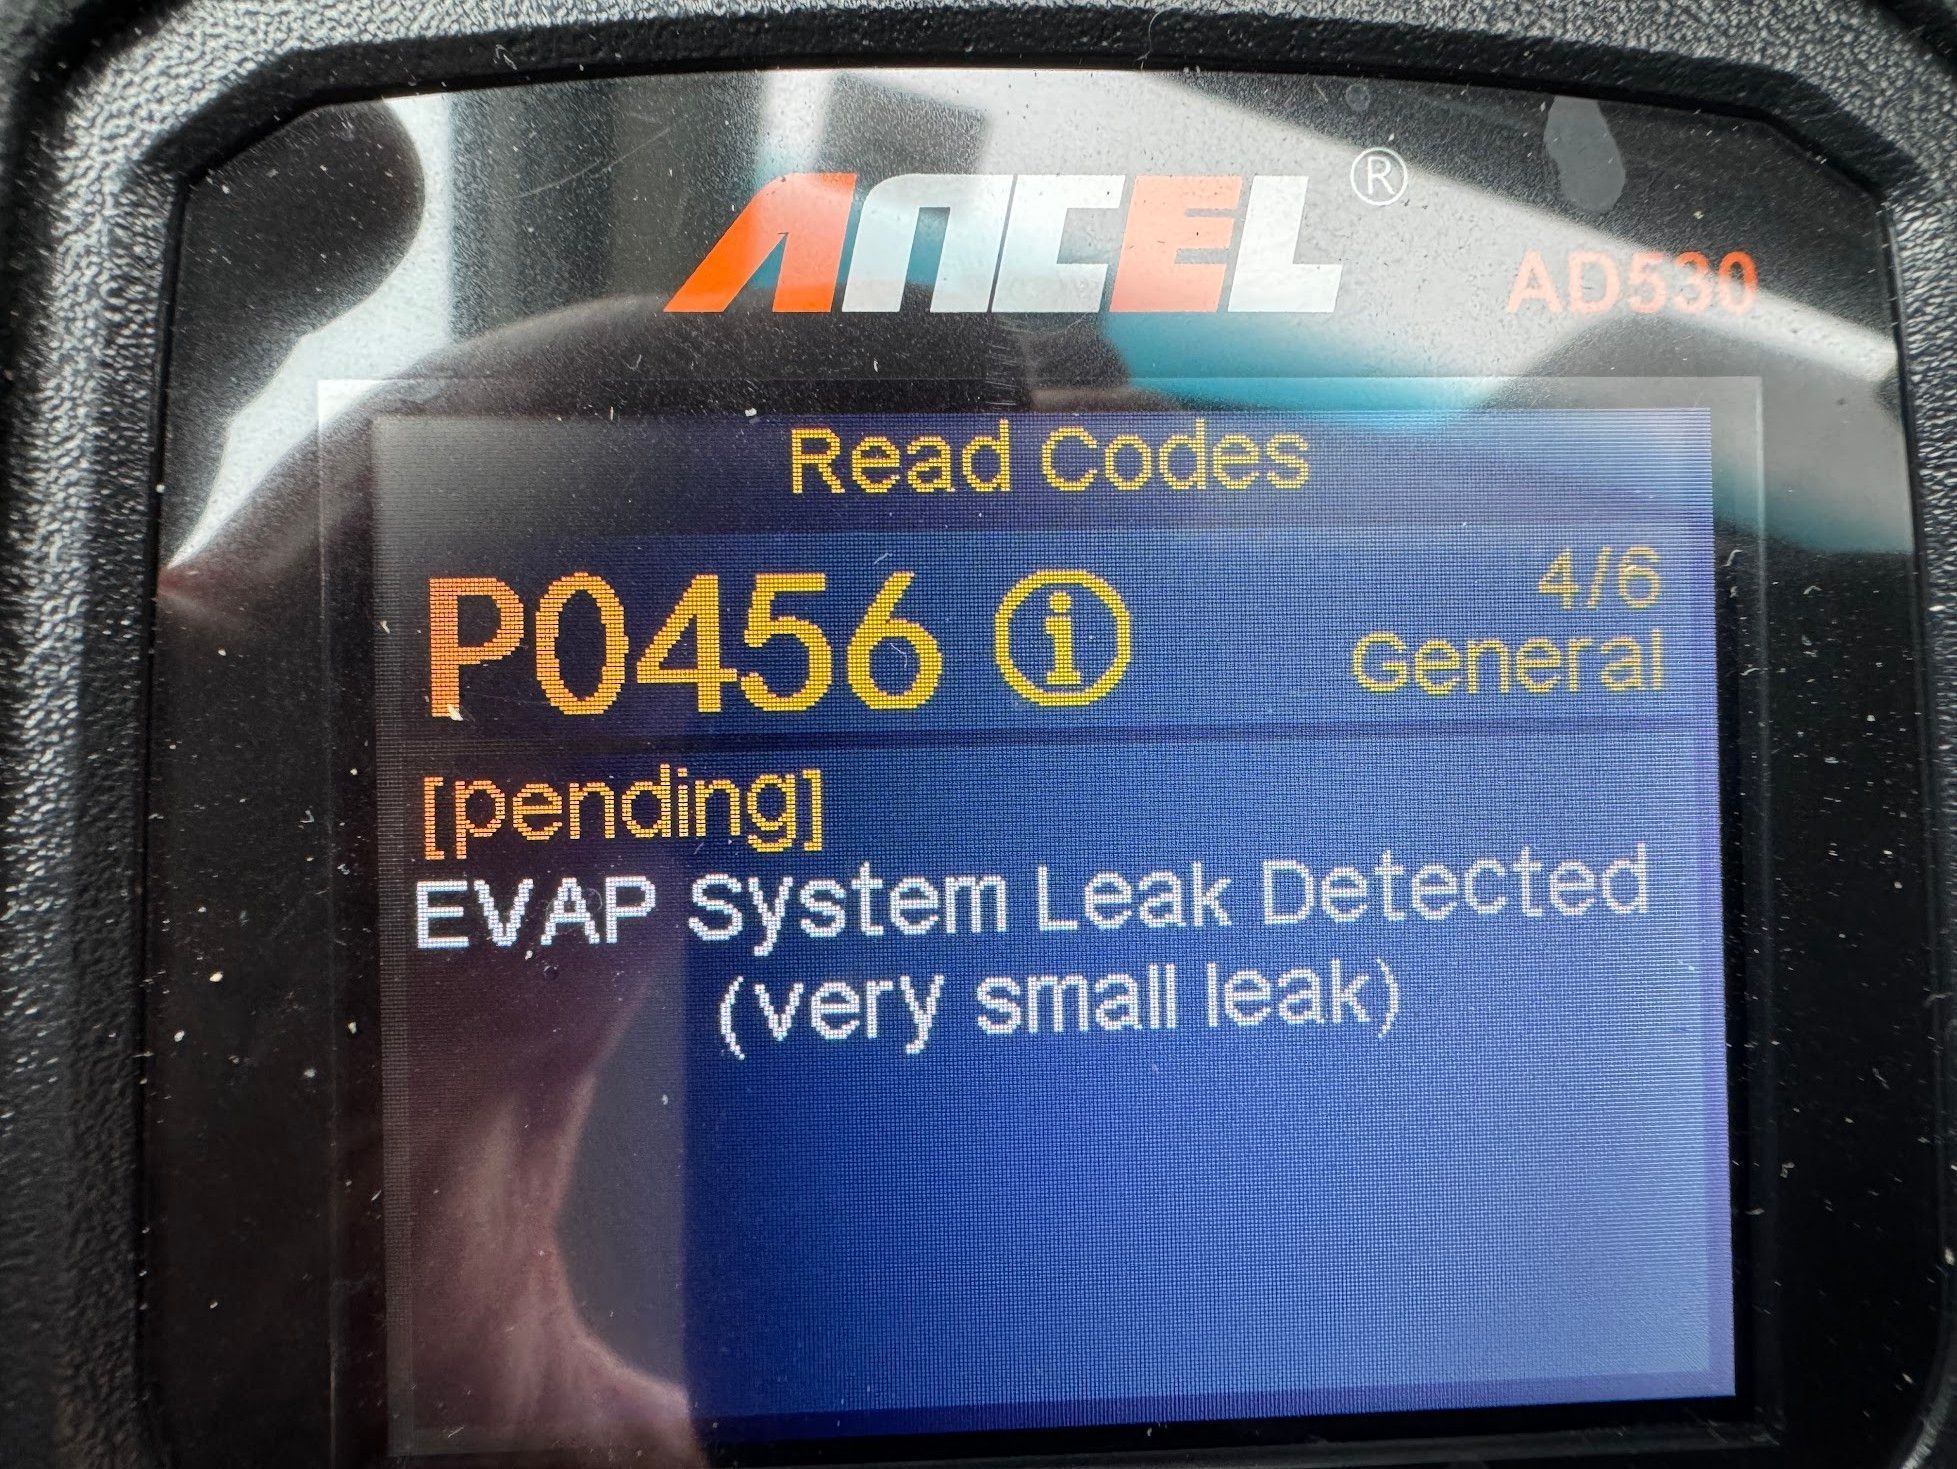 ANCEL®
AD530
Read Codes
P0456 i 4/6
General
[pending]
EVAP System Leak Detected
(very small leak)